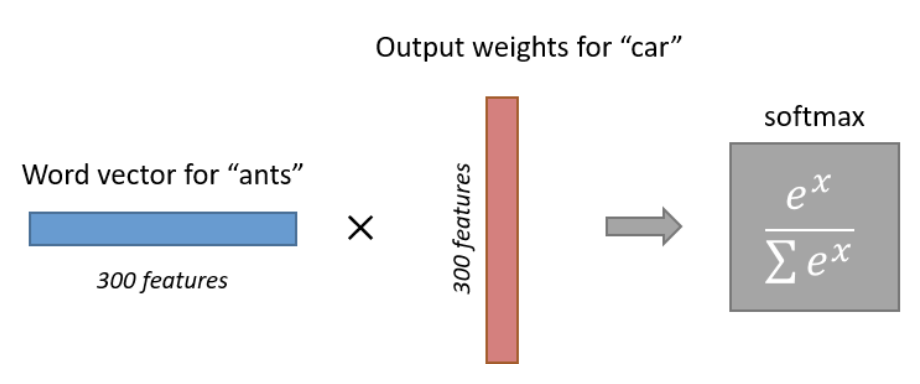 Output weights for “car”
softmax
Word vector for “ants”
300 features
×
300 features
e^x
∑ e^x